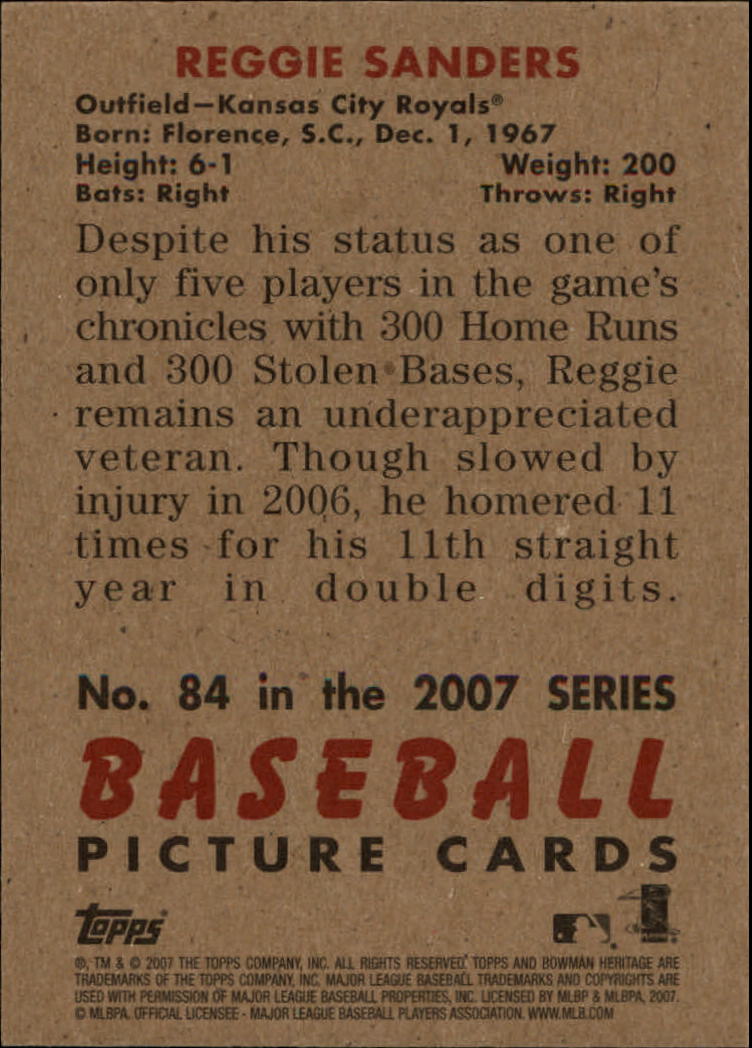 REGGIE SANDERS
Outfield—Kansas City Royals®
Born: Florence, S.C., Dec. 1, 1967
Height: 6-1 Weight: 200
Bats: Right Throws: Right
Despite his status as one of
only five players in the game's
chronicles with 300 Home Runs
and 300 Stolen Bases, Reggie
remains an underappreciated
veteran. Though slowed by
injury in 2006, he homered 11
times for his 11th straight
year in double digits.
No. 84 in the 2007 SERIES
BASEBALL
PICTURE CARDS
Topps
®, TM & © 2007 THE TOPPS COMPANY, INC. ALL RIGHTS RESERVED. TOPPS AND BOWMAN HERITAGE ARE
TRADEMARKS OF THE TOPPS COMPANY, INC. MAJOR LEAGUE BASEBALL TRADEMARKS AND COPYRIGHTS ARE
USED WITH PERMISSION OF MAJOR LEAGUE BASEBALL PROPERTIES, INC. LICENSED BY MLBP & MLBPA, 2007.
© MLBPA. OFFICIAL LICENSEE - MAJOR LEAGUE BASEBALL PLAYERS ASSOCIATION. WWW.MLB.COM